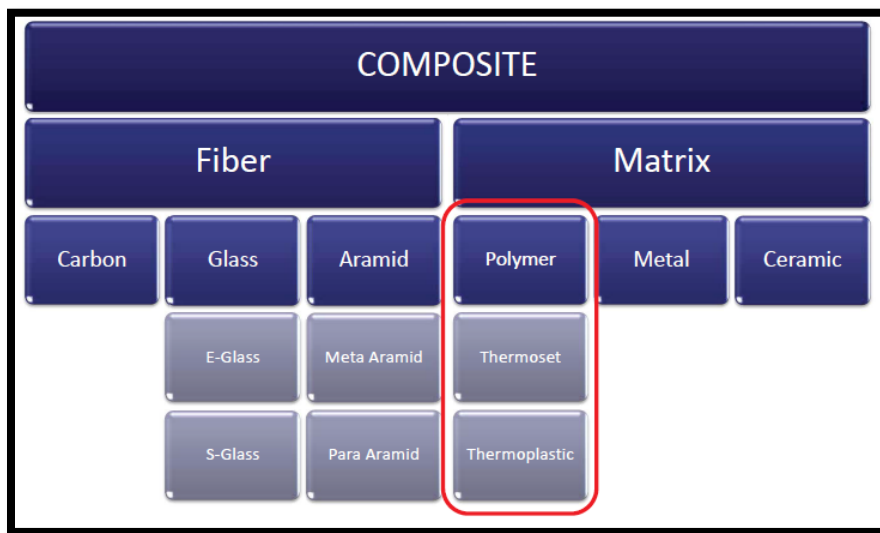 COMPOSITE
Fiber
Matrix
Carbon
Glass
Aramid
Polymer
Metal
Ceramic
E-Glass
Meta Aramid
Thermoset
S-Glass
Para Aramid
Thermoplastic